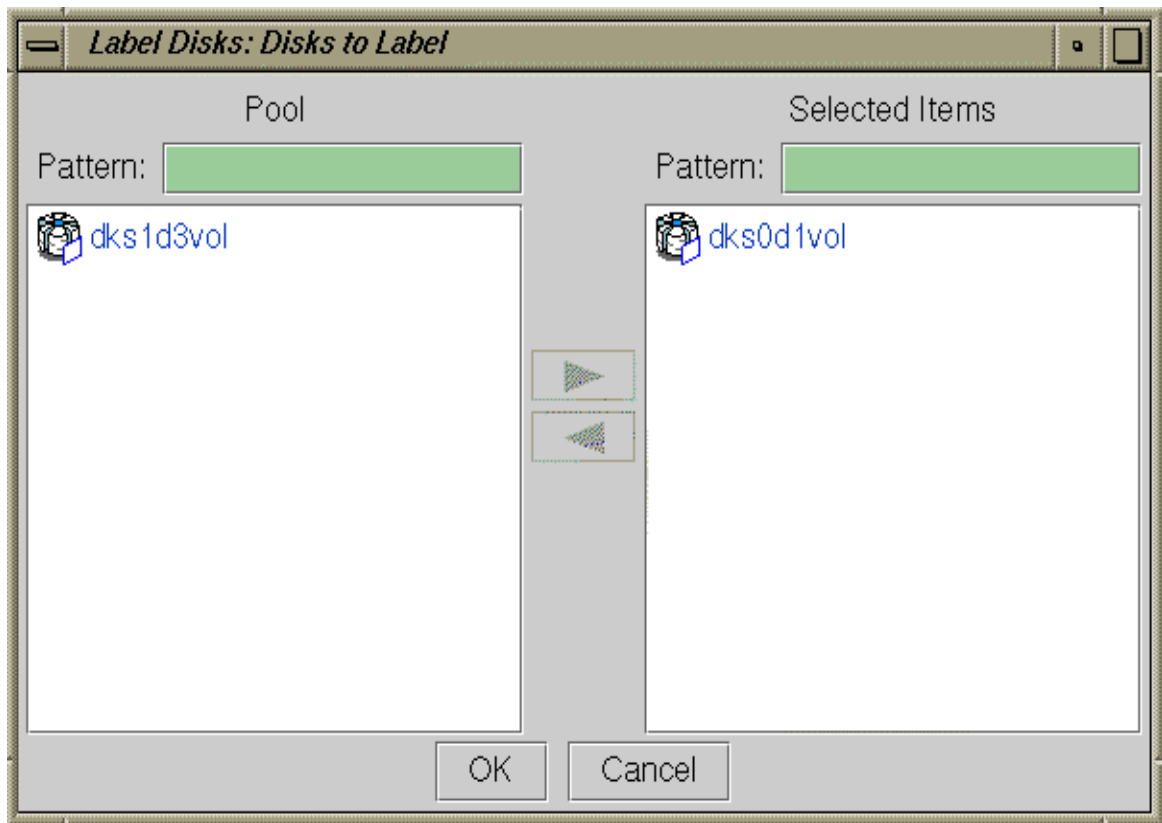 Label Disks: Disks to Label
Pool
Selected Items
Pattern:
Pattern:
dks1d3vol
dks0d1vol
OK
Cancel